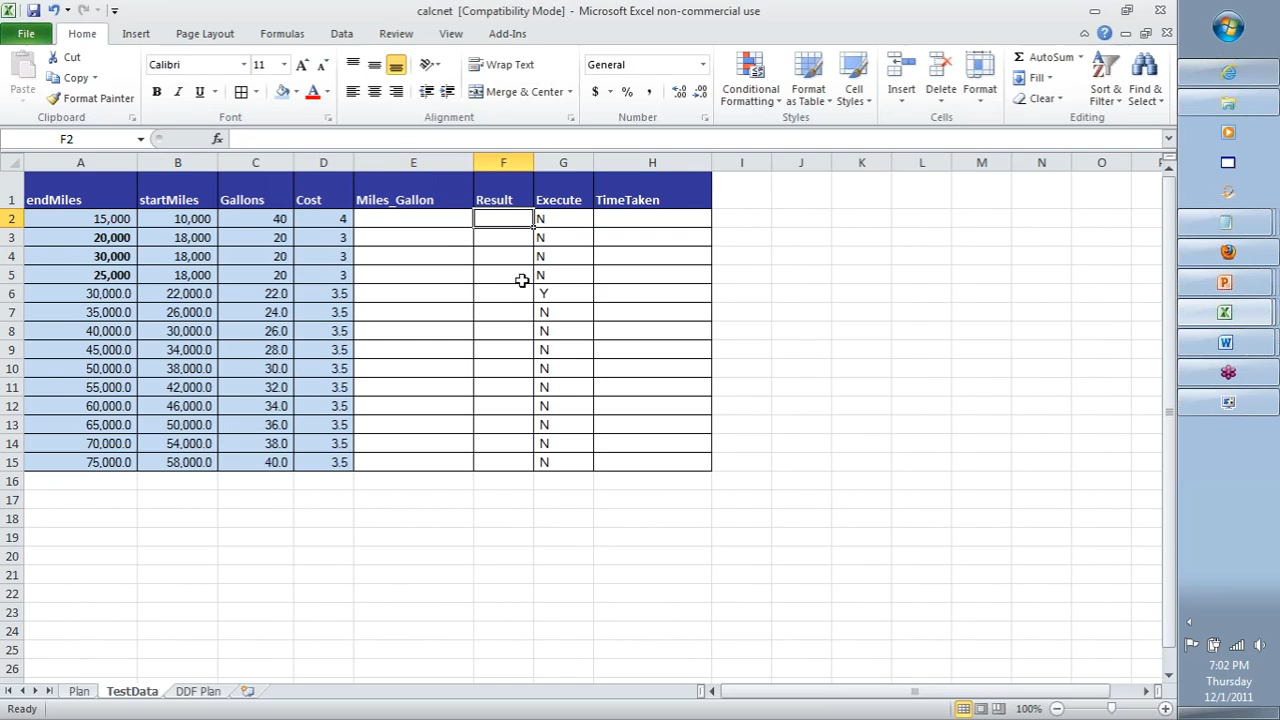 calcnet [Compatibility Mode] - Microsoft Excel non-commercial use
File Home Insert Page Layout Formulas Data Review View Add-Ins
Paste
Cut
Copy
Format Painter
Clipboard
Calibri 11
B I U
Font
Wrap Text
Merge & Center
Alignment
General
$ % ,
Number
Conditional Formatting
Format as Table
Cell Styles
Styles
Insert
Delete
Format
Cells
AutoSum
Fill
Clear
Sort & Filter
Find & Select
Editing
F2 fx
A B C D E F G H I J K L M N O P
1 endMiles startMiles Gallons Cost Miles_Gallon Result Execute TimeTaken
2 15,000 10,000 40 4 N
3 20,000 18,000 20 3 N
4 30,000 18,000 20 3 N
5 25,000 18,000 20 3 N
6 30,000.0 22,000.0 22.0 3.5 Y
7 35,000.0 26,000.0 24.0 3.5 N
8 40,000.0 30,000.0 26.0 3.5 N
9 45,000.0 34,000.0 28.0 3.5 N
10 50,000.0 38,000.0 30.0 3.5 N
11 55,000.0 42,000.0 32.0 3.5 N
12 60,000.0 46,000.0 34.0 3.5 N
13 65,000.0 50,000.0 36.0 3.5 N
14 70,000.0 54,000.0 38.0 3.5 N
15 75,000.0 58,000.0 40.0 3.5 N
16
17
18
19
20
21
22
23
24
25
26
Plan TestData DDF Plan
Ready 100%
7:02 PM
Thursday
12/1/2011